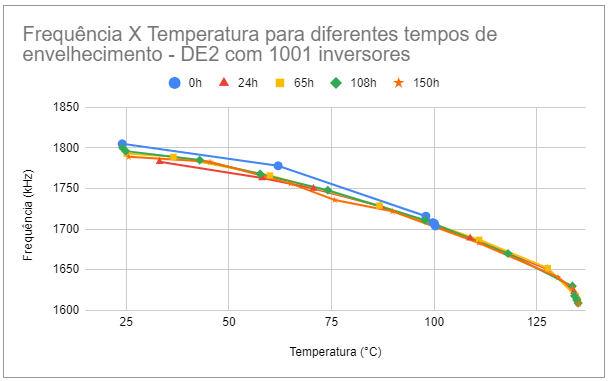 Frequência X Temperatura para diferentes tempos de
envelhecimento - DE2 com 1001 inversores
0h 24h 65h 108h 150h
1850
1800
1750
1700
1650
1600
Frequência (kHz)
25 50 75 100 125
Temperatura (°C)